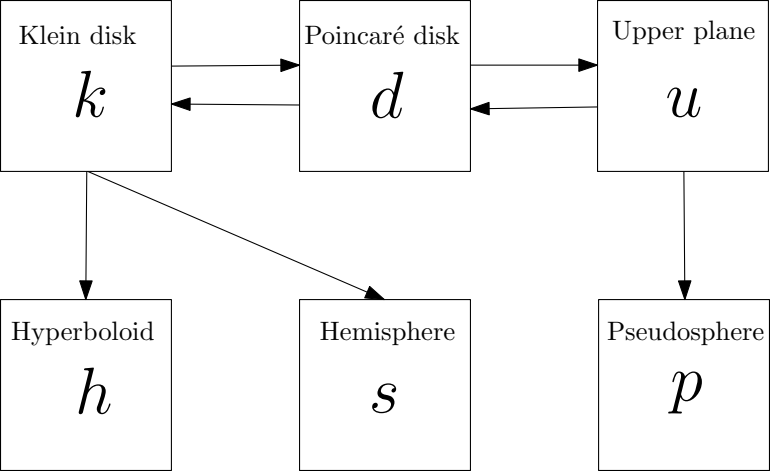 Klein disk
k
Poincaré disk
d
Upper plane
u
Hyperboloid
h
Hemisphere
s
Pseudosphere
p